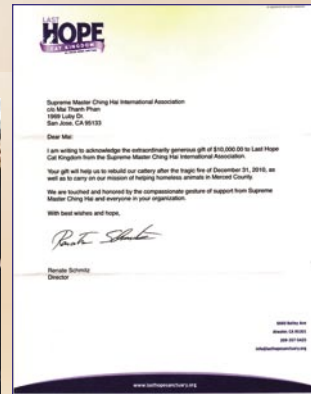 LAST
HOPE
CAT KINGDOM
Supreme Master Ching Hai International Association
c/o Mai Thanh Phan
1969 Luby Dr.
San Jose, CA 95133
Dear Mai:
I am writing to acknowledge the extraordinarily generous gift of $10,000.00 to Last Hope
Cat Kingdom from the Supreme Master Ching Hai International Association.
Your gift will help us to rebuild our cattery after the tragic fire of December 31, 2010, as
well as to carry on our mission of helping homeless animals in Merced County.
We are touched and honored by the compassionate gesture of support from Supreme
Master Ching Hai and everyone in your organization.
With best wishes and hope,
Renate Schmitz
Renate Schmitz
Director
www.lasthopesanctuary.org